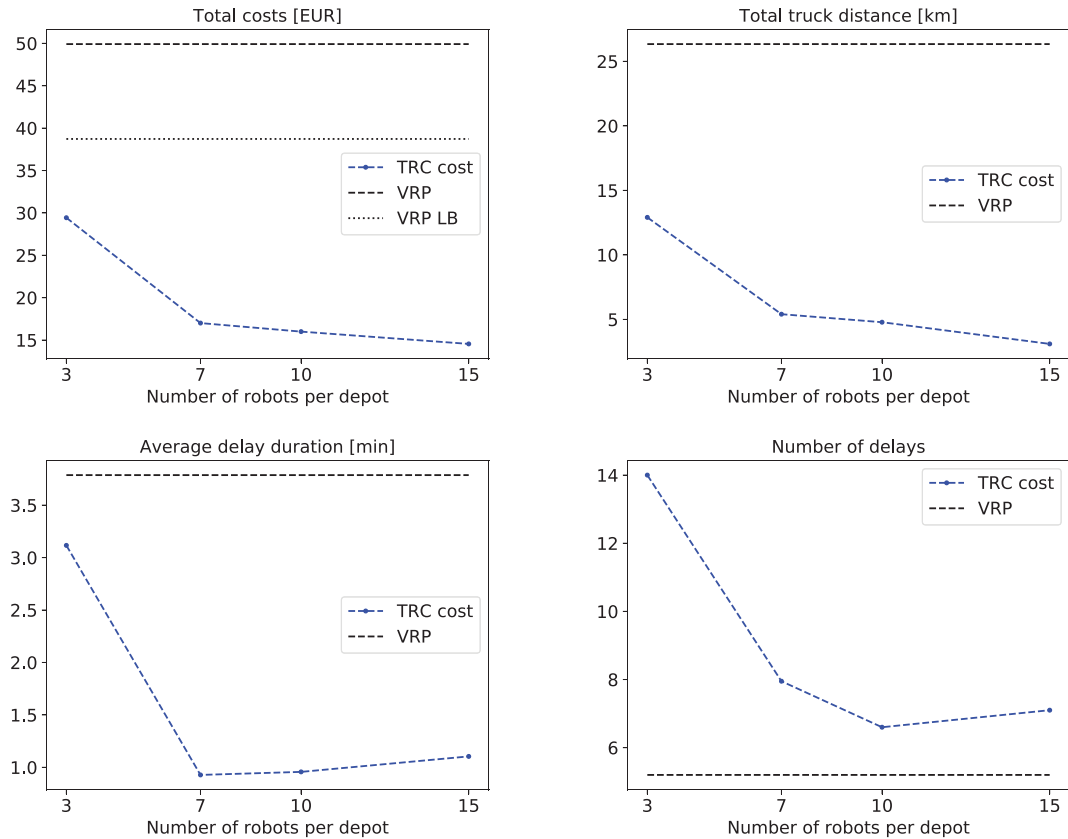 Total costs [EUR]
50
45
40
35
30
25
20
15
3 7 10 15
Number of robots per depot
TRC cost
VRP
VRP LB
Total truck distance [km]
25
20
15
10
5
3 7 10 15
Number of robots per depot
TRC cost
VRP
Average delay duration [min]
3.5
3.0
2.5
2.0
1.5
1.0
3 7 10 15
Number of robots per depot
TRC cost
VRP
Number of delays
14
12
10
8
6
3 7 10 15
Number of robots per depot
TRC cost
VRP